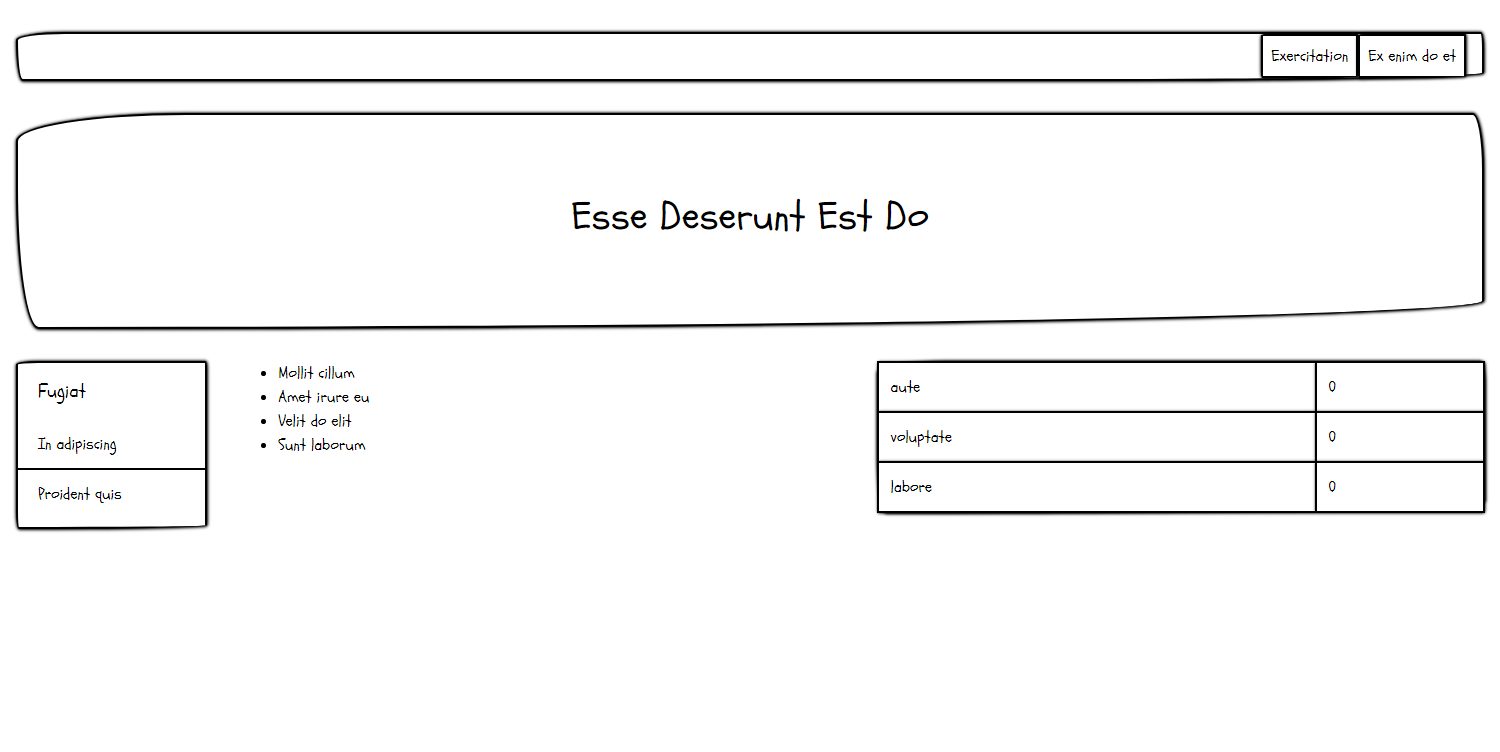 Exercitation
Ex enim do et
Esse Deserunt Est Do
Fugiat
In adipiscing
Proident quis
Mollit cillum
Amet irure eu
Velit do elit
Sunt laborum
aute 0
voluptate 0
labore 0